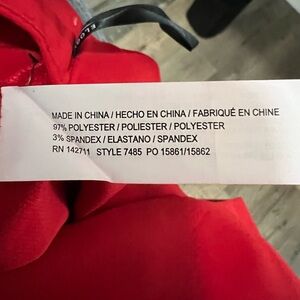 MADE IN CHINA / HECHO EN CHINA / FABRIQUÉ EN CHINE
97% POLYESTER / POLIESTER / POLYESTER
3% SPANDEX / ELASTANO / SPANDEX
RN 142711 STYLE 7485 PO 15861/15862